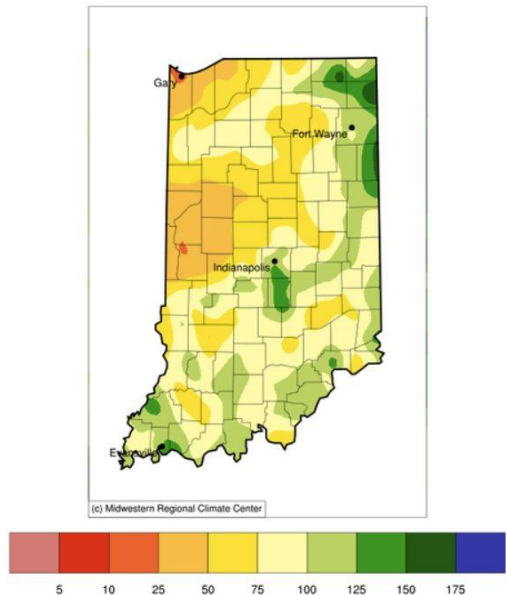 Gary
Fort Wayne
Indianapolis
Evansville
(c) Midwestern Regional Climate Center
5 10 25 50 75 100 125 150 175